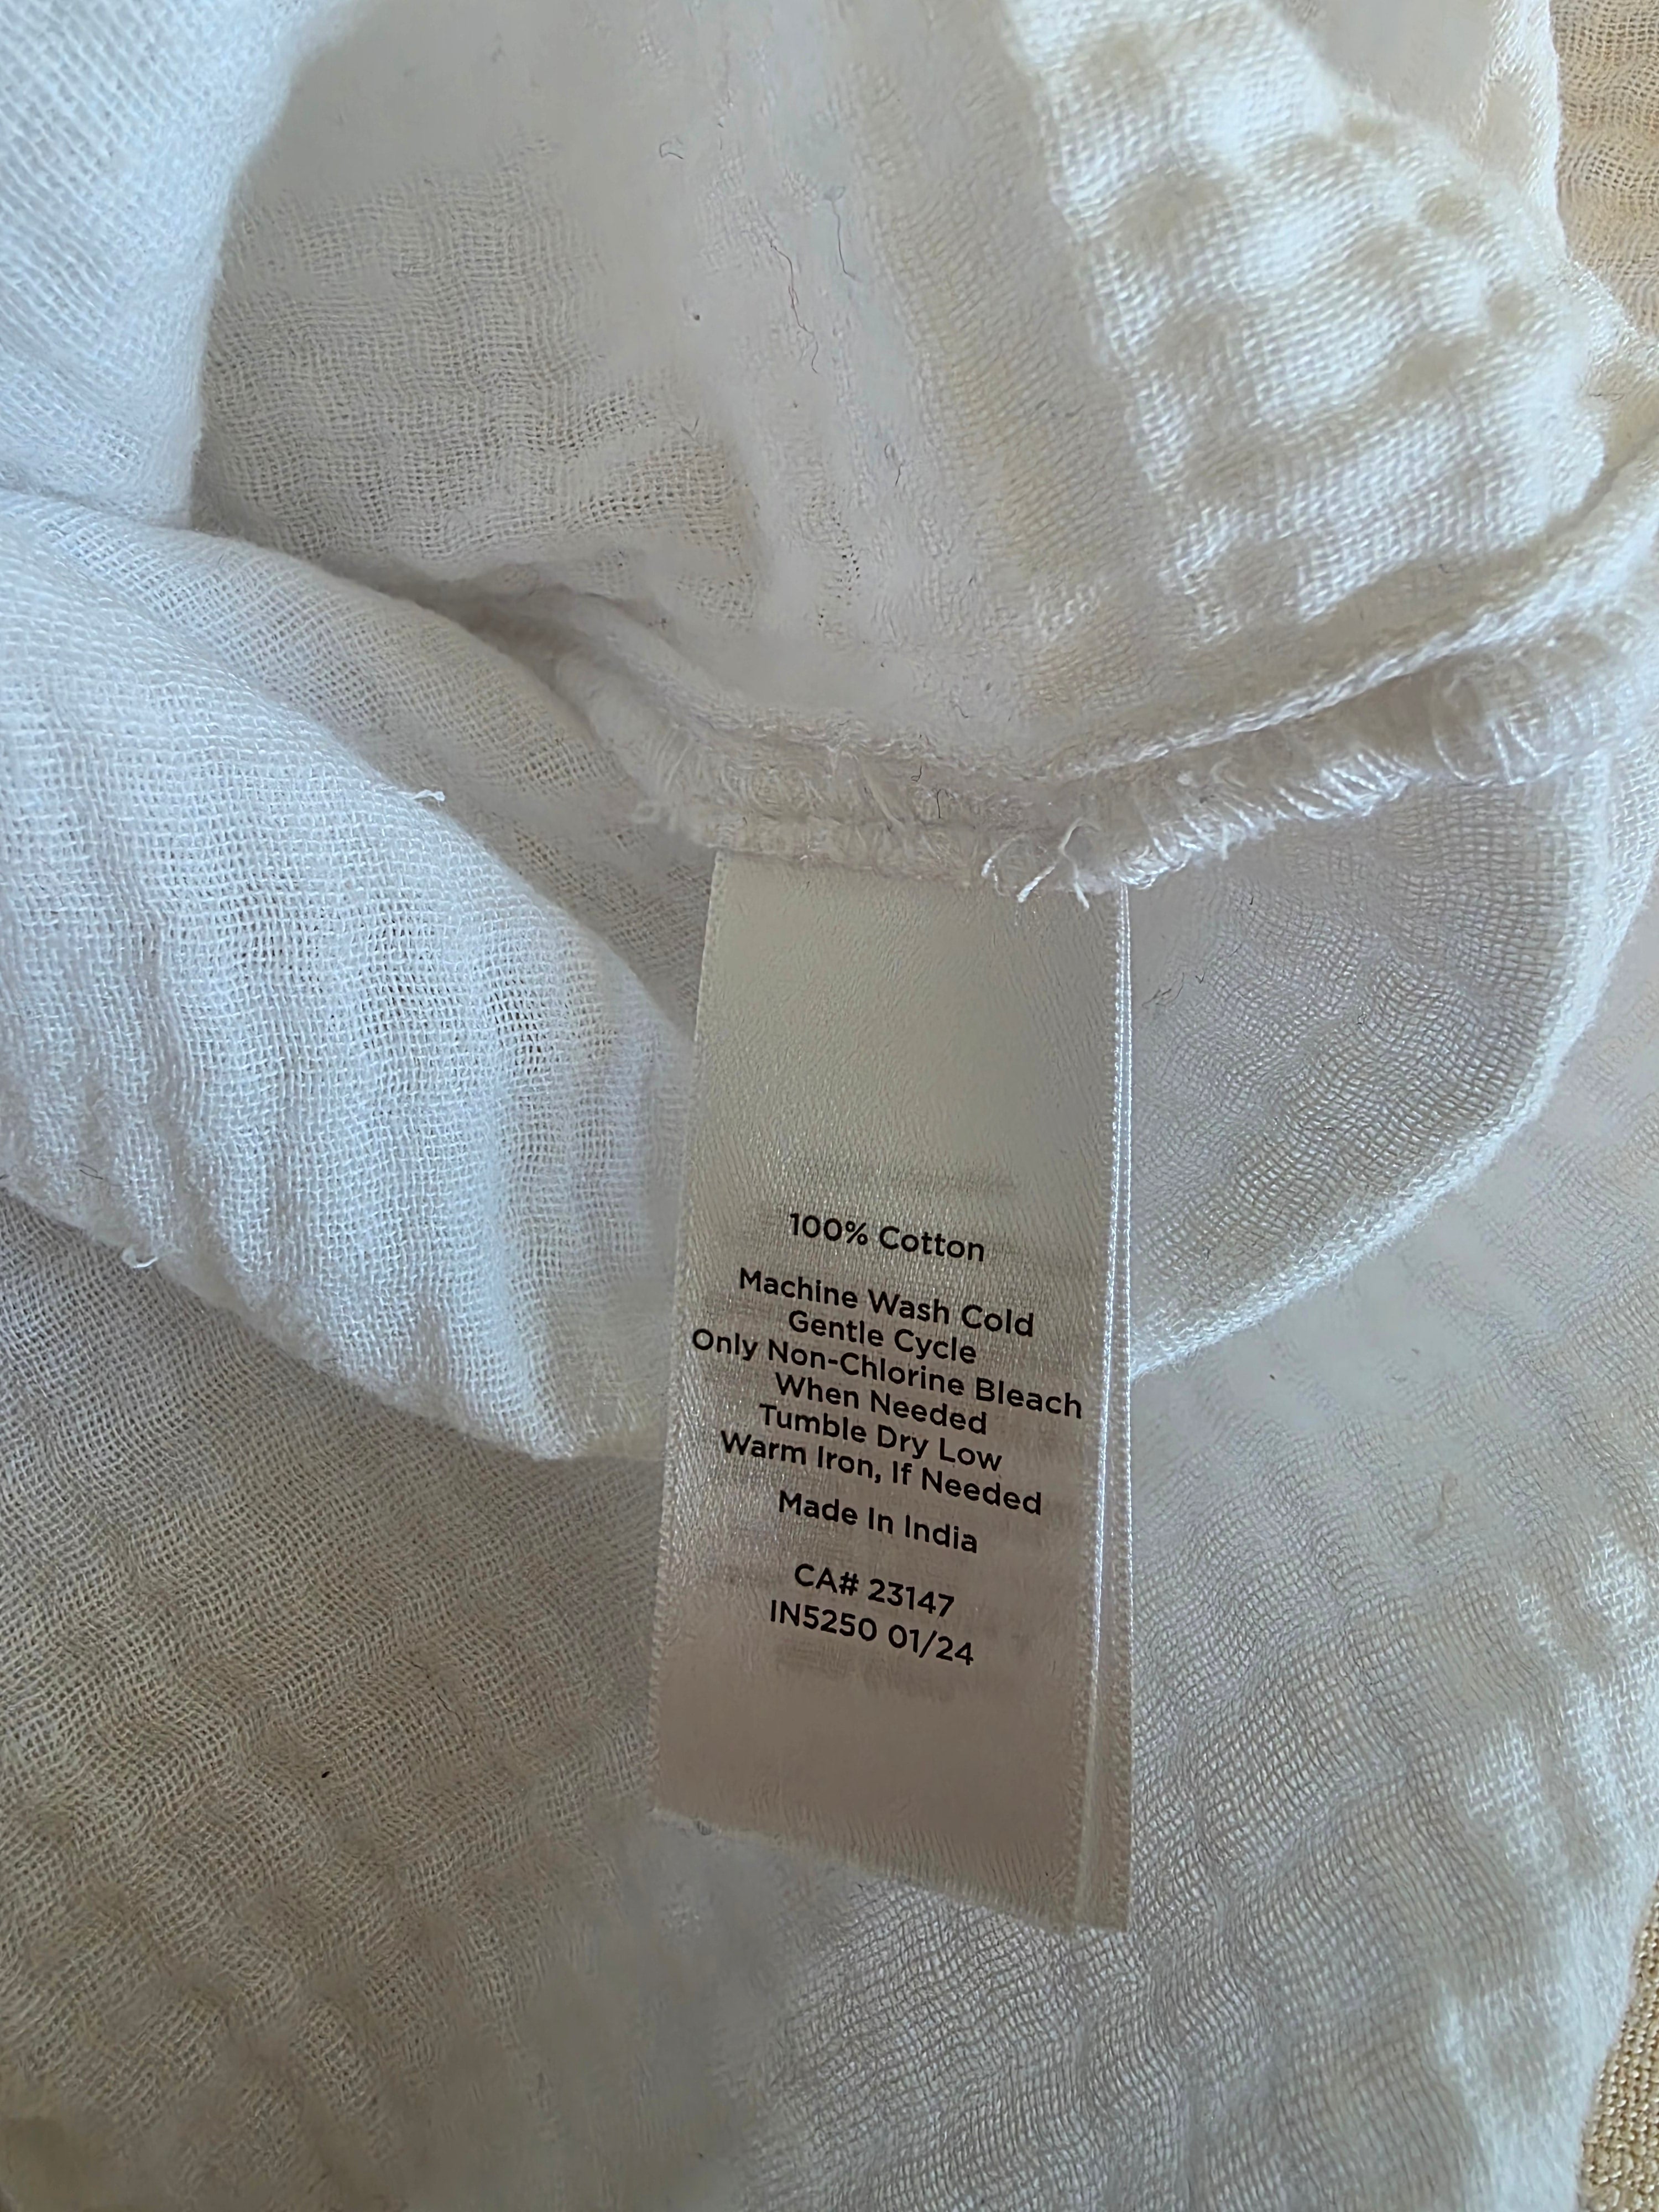 100% Cotton
Machine Wash Cold
Gentle Cycle
Only Non-Chlorine Bleach
When Needed
Tumble Dry Low
Warm Iron, If Needed
Made In India
CA# 23147
IN5250 01/24